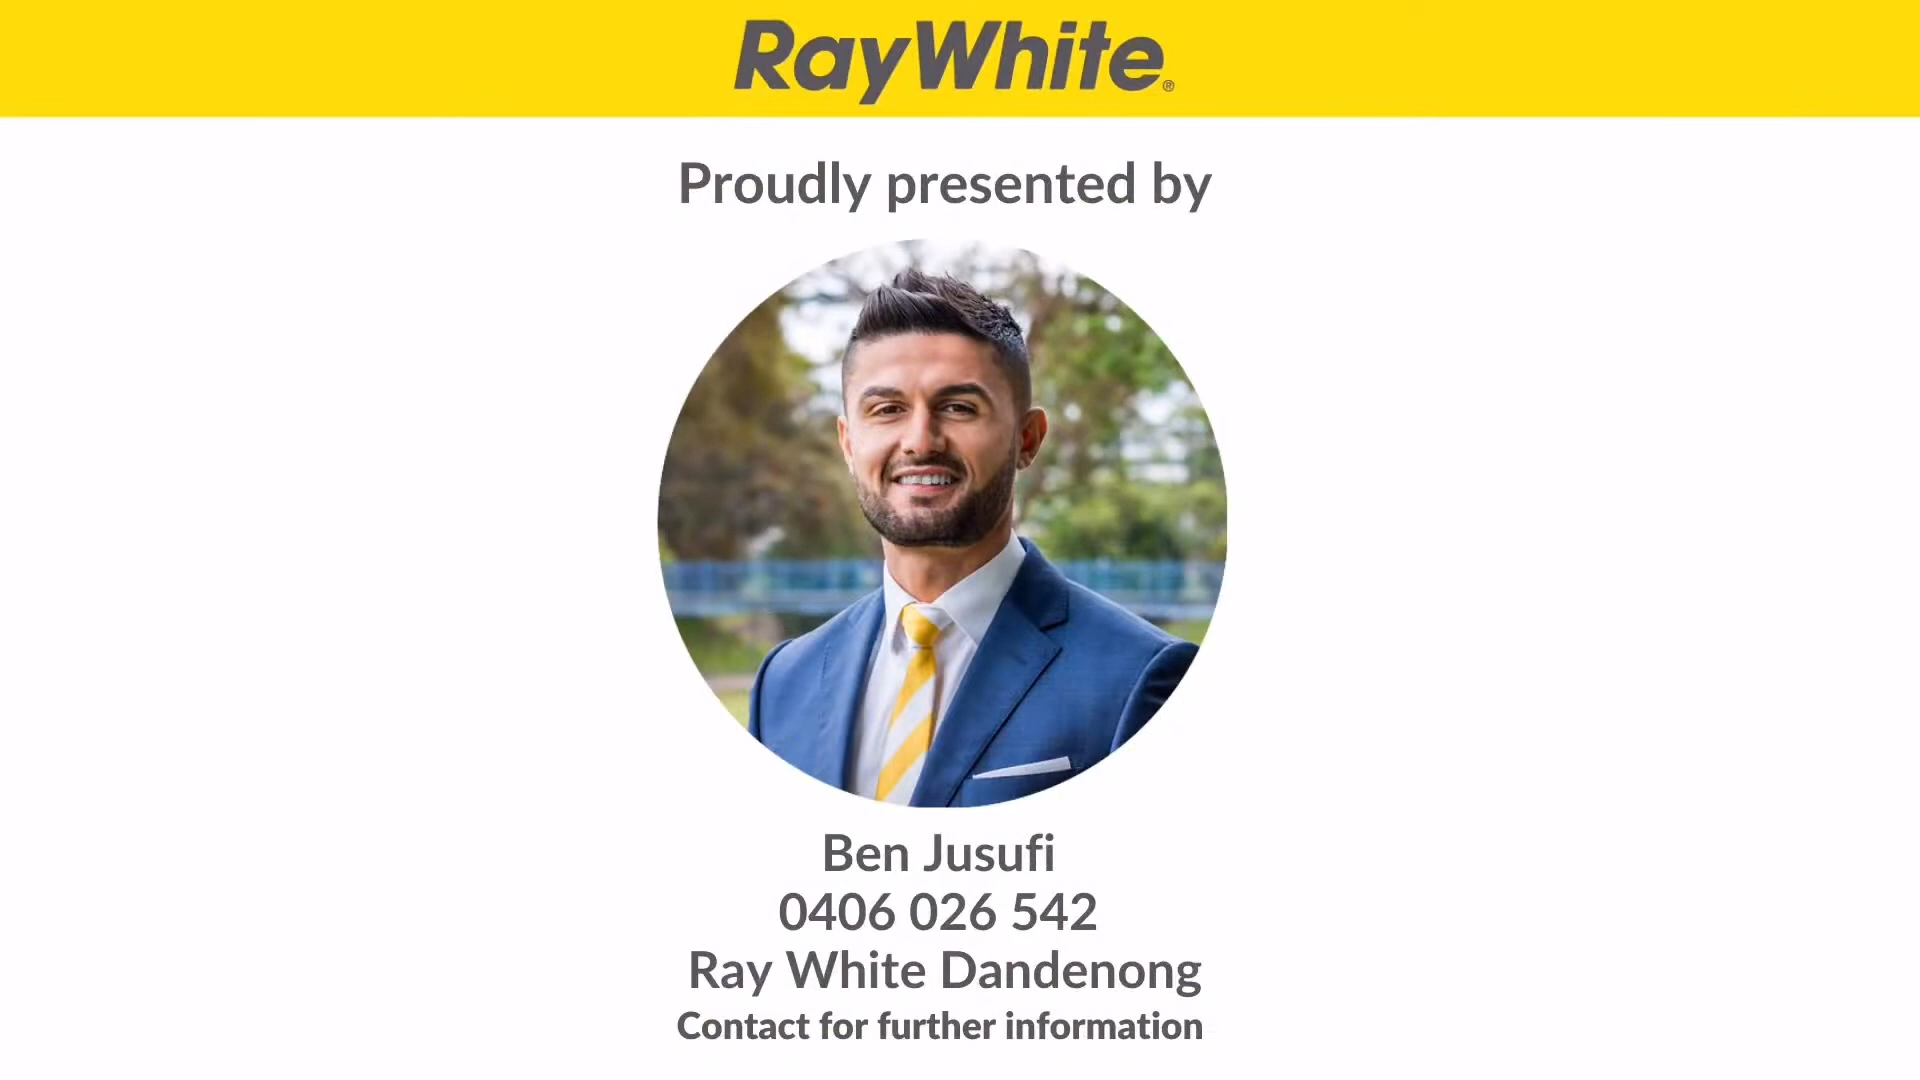 RayWhite®
Proudly presented by
Ben Jusufi
0406 026 542
Ray White Dandenong
Contact for further information